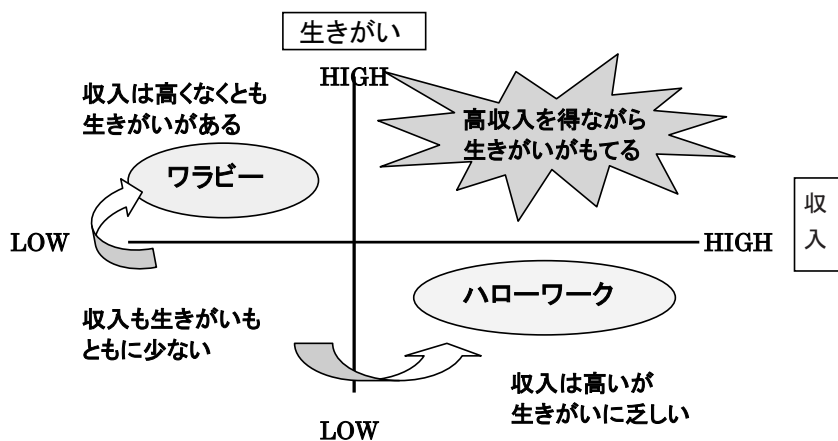 生きがい
HIGH
収入は高くなくとも
生きがいがある
高収入を得ながら
生きがいがもてる
ワラビー
収
入
LOW
HIGH
ハローワーク
収入も生きがいも
ともに少ない
収入は高いが
生きがいに乏しい
LOW